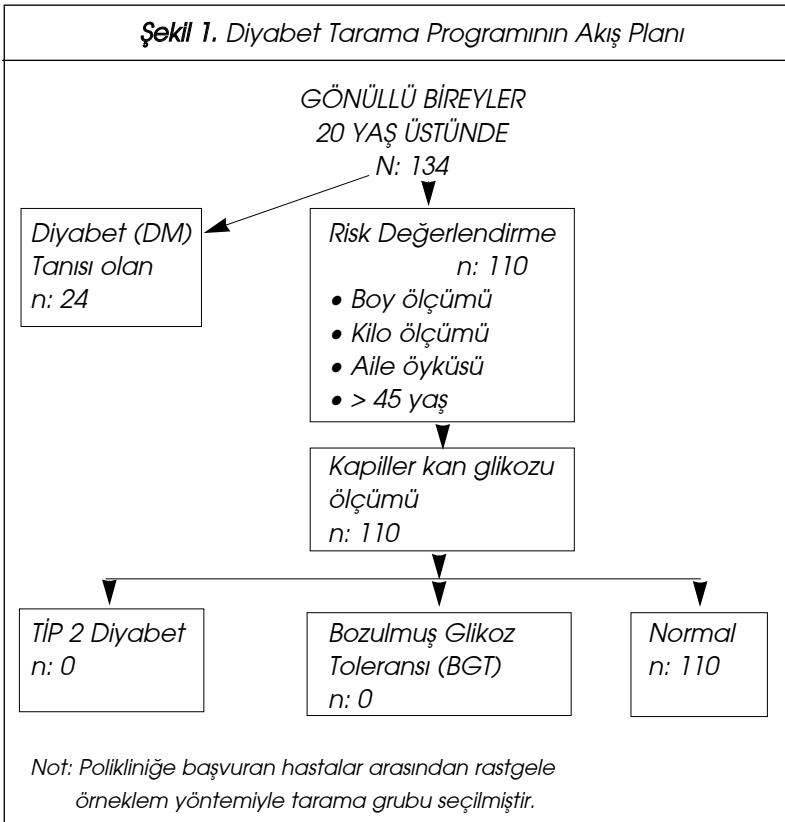 Şekil 1. Diyabet Tarama Programının Akış Planı
GÖNÜLLÜ BİREYLER
20 YAŞ ÜSTÜNDE
N: 134
Diyabet (DM)
Tanısı olan
n: 24
Risk Değerlendirme
n: 110
• Boy ölçümü
• Kilo ölçümü
• Aile öyküsü
• > 45 yaş
Kapiller kan glikozu
ölçümü
n: 110
TİP 2 Diyabet
n: 0
Bozulmuş Glikoz
Toleransı (BGT)
n: 0
Normal
n: 110
Not: Polikliniğe başvuran hastalar arasından rastgele
örneklem yöntemiyle tarama grubu seçilmiştir.